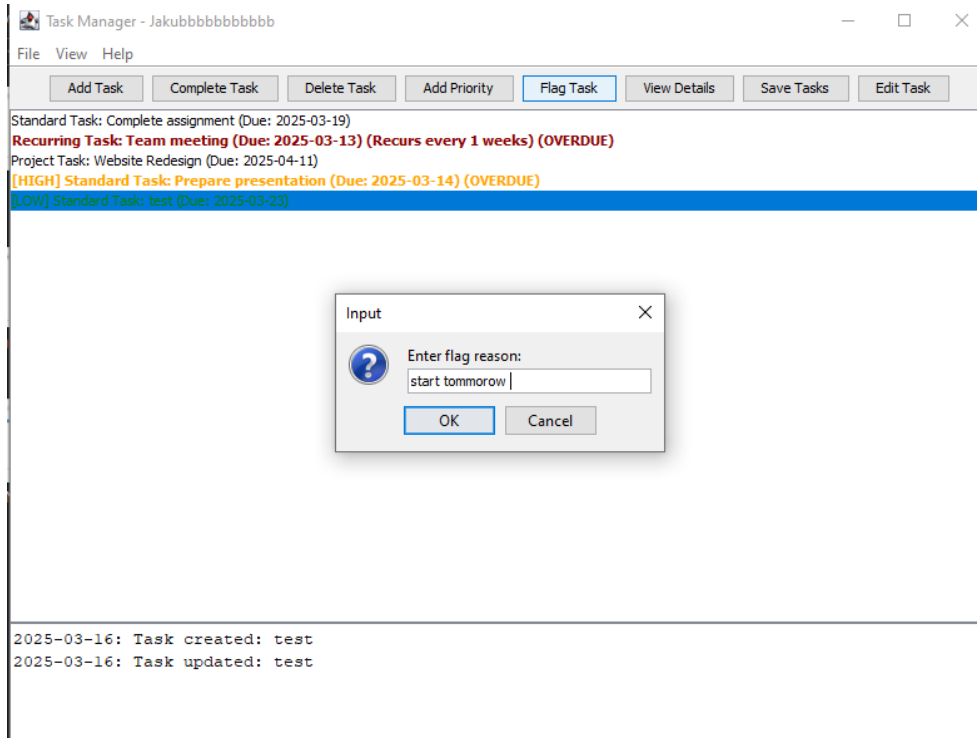 Task Manager - Jakubbbbbbbbbbb
File View Help
Add Task Complete Task Delete Task Add Priority Flag Task View Details Save Tasks Edit Task
Standard Task: Complete assignment (Due: 2025-03-19)
Recurring Task: Team meeting (Due: 2025-03-13) (Recurs every 1 weeks) (OVERDUE)
Project Task: Website Redesign (Due: 2025-04-11)
[HIGH] Standard Task: Prepare presentation (Due: 2025-03-14) (OVERDUE)
[LOW] Standard Task: test (Due: 2025-03-23)
Input
Enter flag reason:
start tommorow
OK Cancel
2025-03-16: Task created: test
2025-03-16: Task updated: test